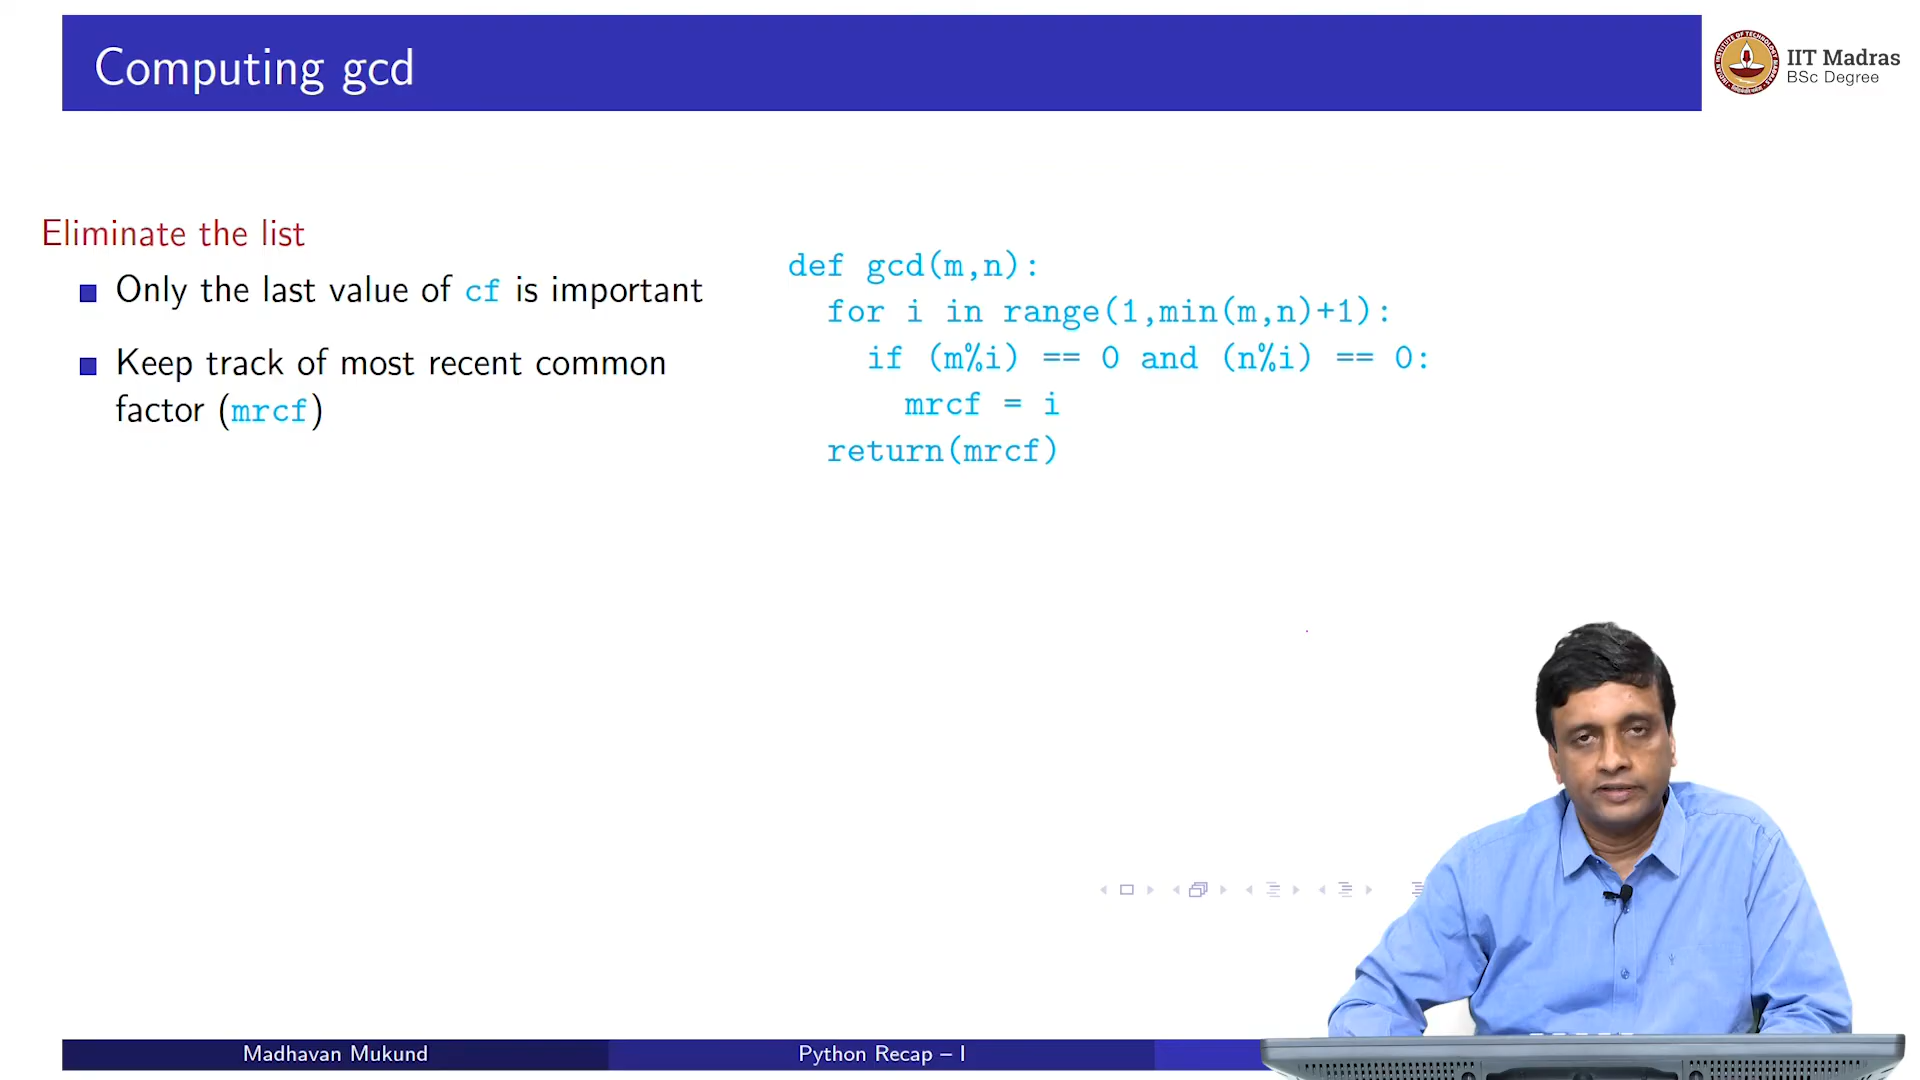 Computing gcd
IIT Madras
BSc Degree
Eliminate the list
Only the last value of cf is important
Keep track of most recent common
factor (mrcf)
def gcd(m,n):
for i in range(1,min(m,n)+1):
if (m%i) == 0 and (n%i) == 0:
mrcf = i
return(mrcf)
Madhavan Mukund
Python Recap – I